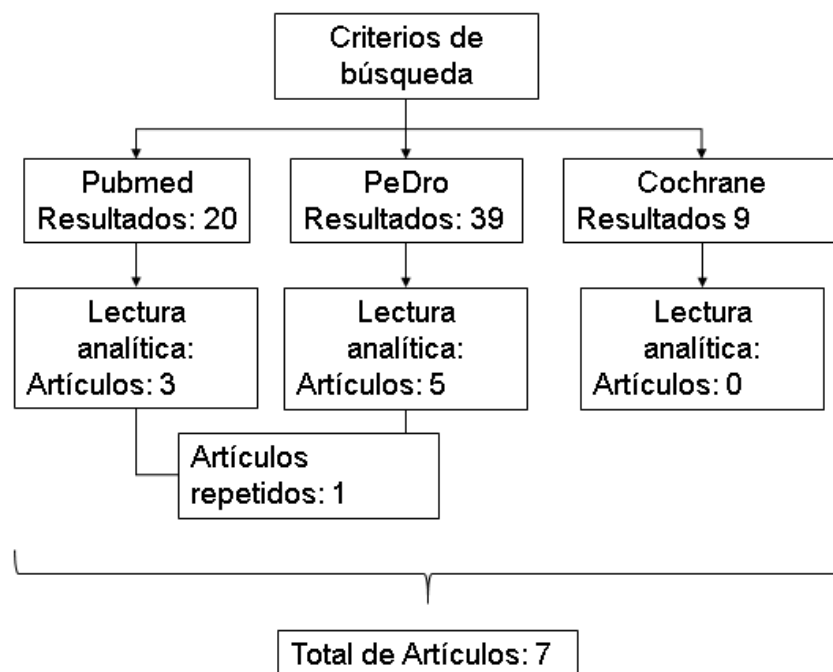 Criterios de
búsqueda
Pubmed
Resultados: 20
PeDro
Resultados: 39
Cochrane
Resultados 9
Lectura
analítica:
Artículos: 3
Lectura
analítica:
Artículos: 5
Lectura
analítica:
Artículos: 0
Artículos
repetidos: 1
Total de Artículos: 7